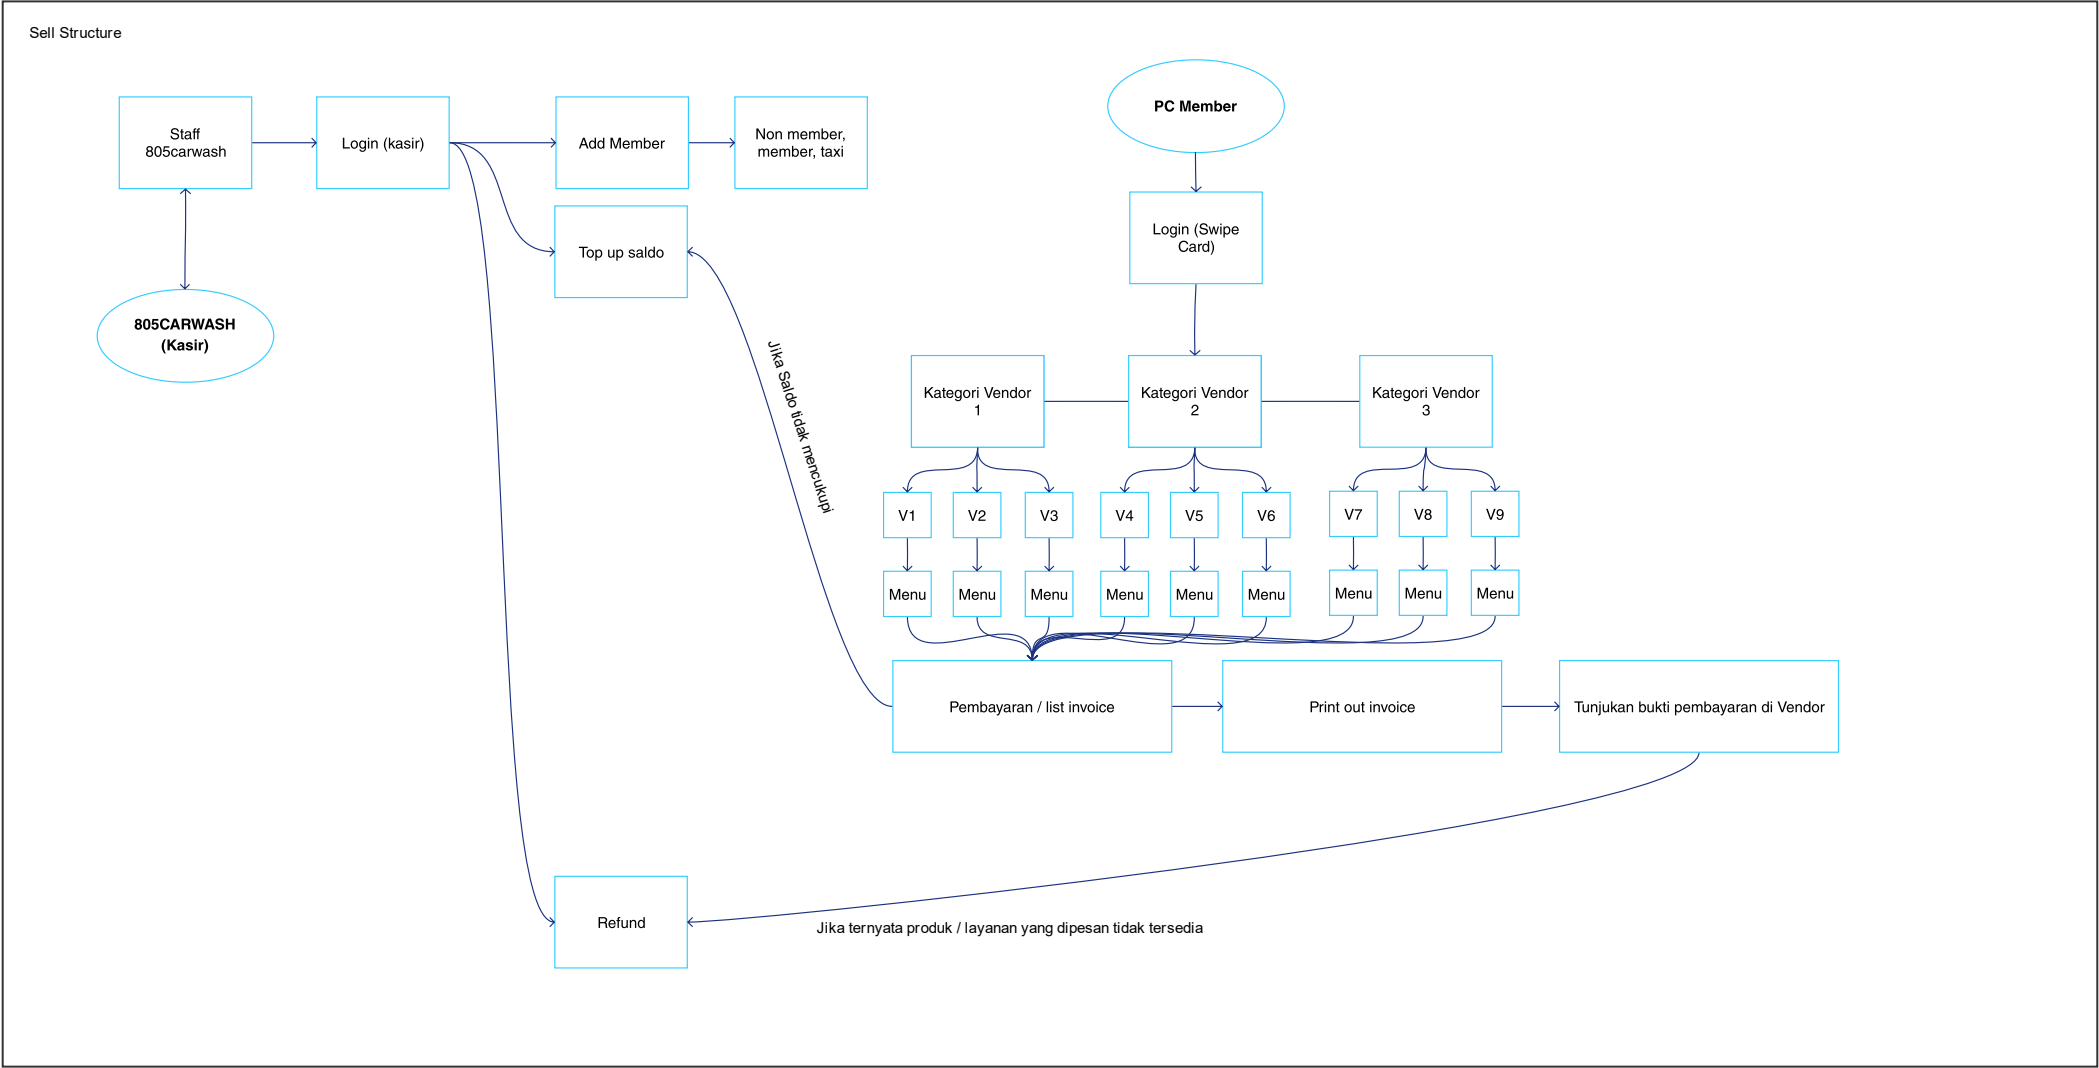 Sell Structure
PC Member
Staff
805carwash
Login (kasir)
Add Member
Non member,
member, taxi
Login (Swipe
Card)
Top up saldo
805CARWASH
(Kasir)
Jika Saldo tidak mencukupi
Kategori Vendor
1
Kategori Vendor
2
Kategori Vendor
3
V1
V2
V3
V4
V5
V6
V7
V8
V9
Menu
Menu
Menu
Menu
Menu
Menu
Menu
Menu
Menu
Pembayaran / list invoice
Print out invoice
Tunjukan bukti pembayaran di Vendor
Refund
Jika ternyata produk / layanan yang dipesan tidak tersedia